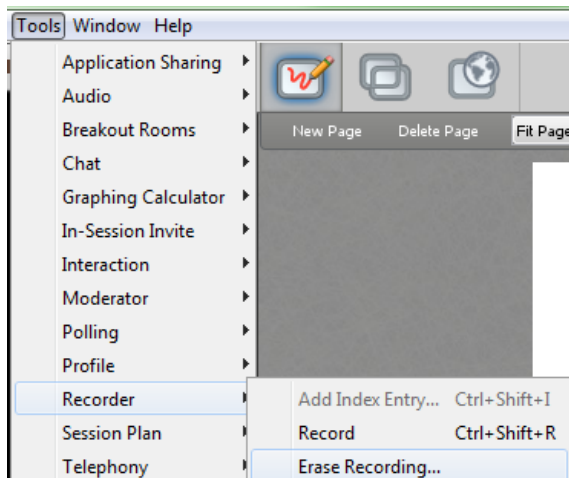 Tools Window Help
Application Sharing
Audio
Breakout Rooms
New Page Delete Page Fit Page
Chat
Graphing Calculator
In-Session Invite
Interaction
Moderator
Polling
Profile
Recorder
Add Index Entry... Ctrl+Shift+I
Session Plan
Record Ctrl+Shift+R
Telephony
Erase Recording...